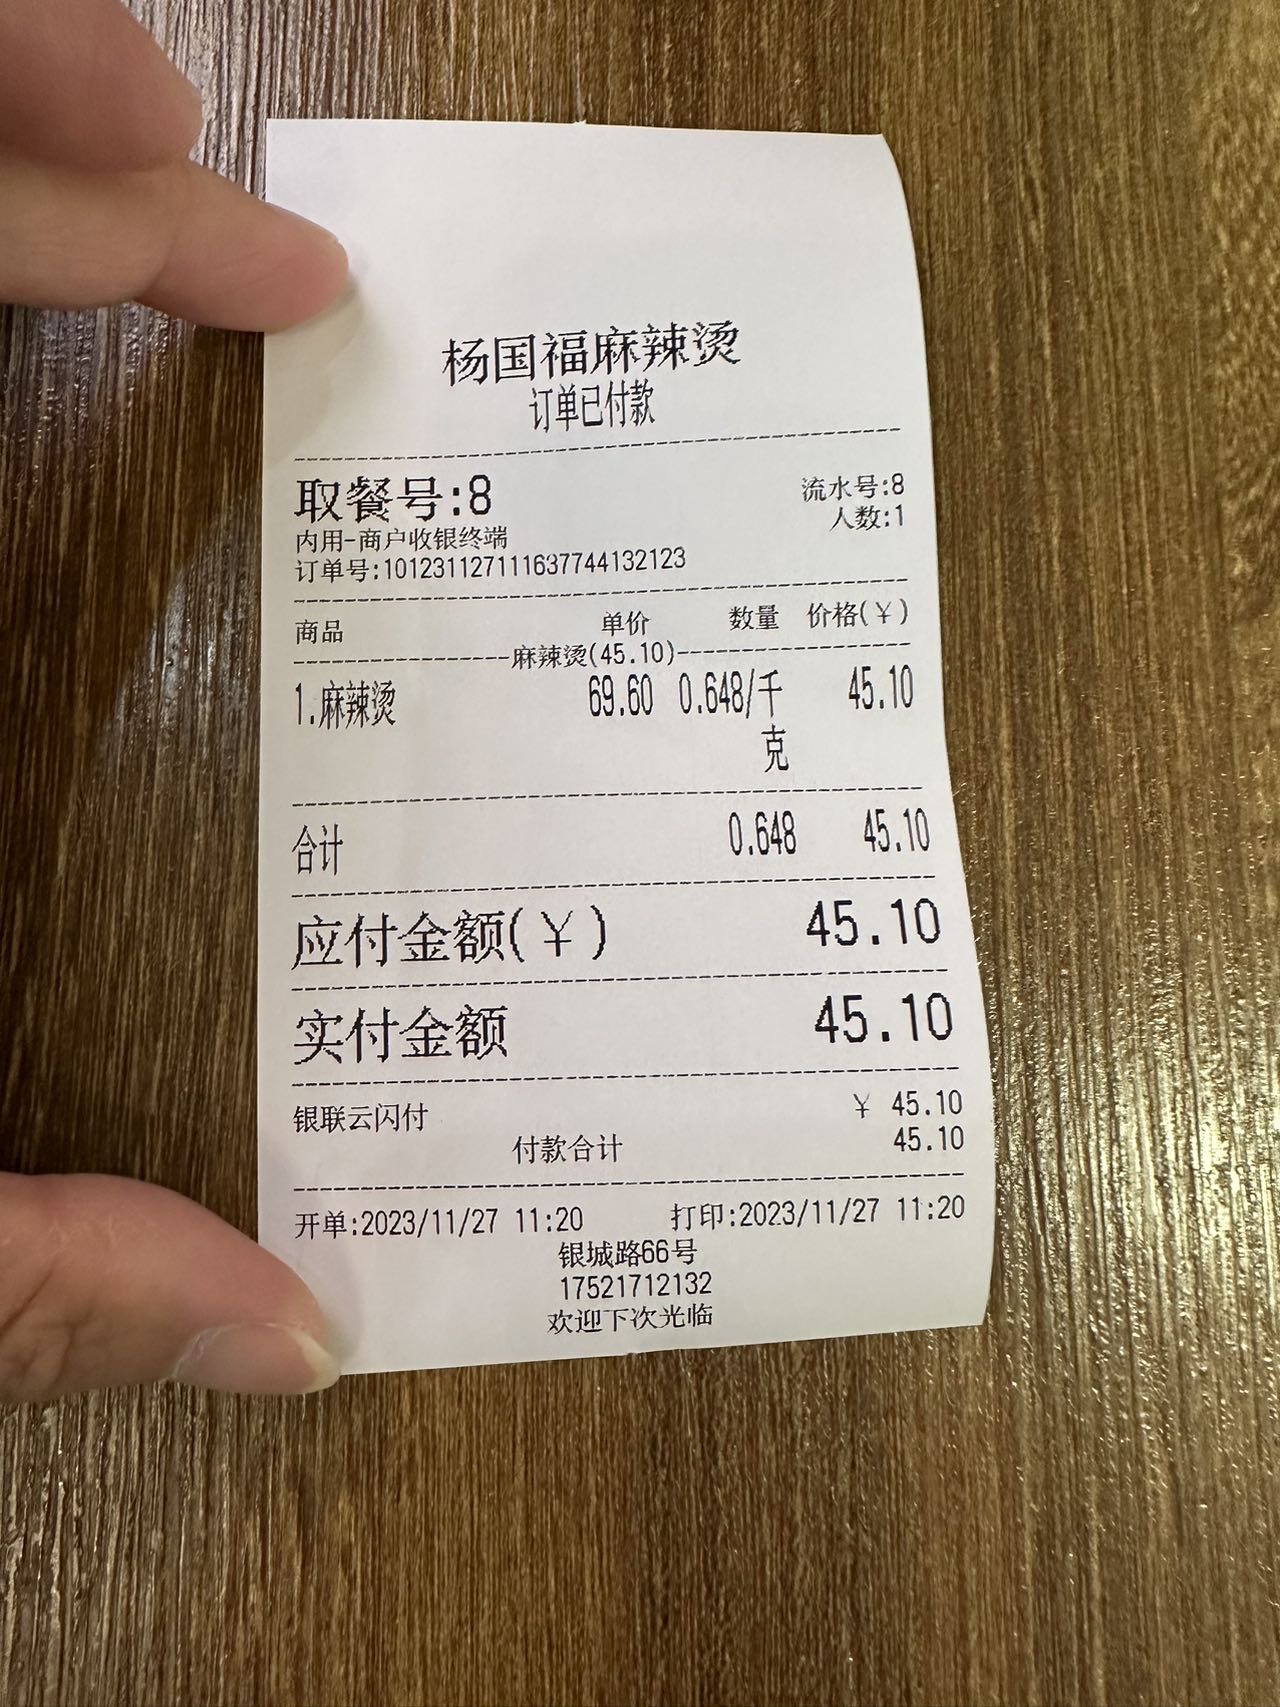 杨国福麻辣烫
订单已付款
取餐号:8 流水号:8
人数:1
内用-商户收银终端
订单号:101231127111637744132123
商品 单价 数量 价格(￥)
麻辣烫(45.10)
1.麻辣烫 69.60 0.648/千克 45.10
合计 0.648 45.10
应付金额(￥) 45.10
实付金额 45.10
银联云闪付 ￥ 45.10
付款合计 45.10
开单:2023/11/27 11:20 打印:2023/11/27 11:20
银城路66号
17521712132
欢迎下次光临